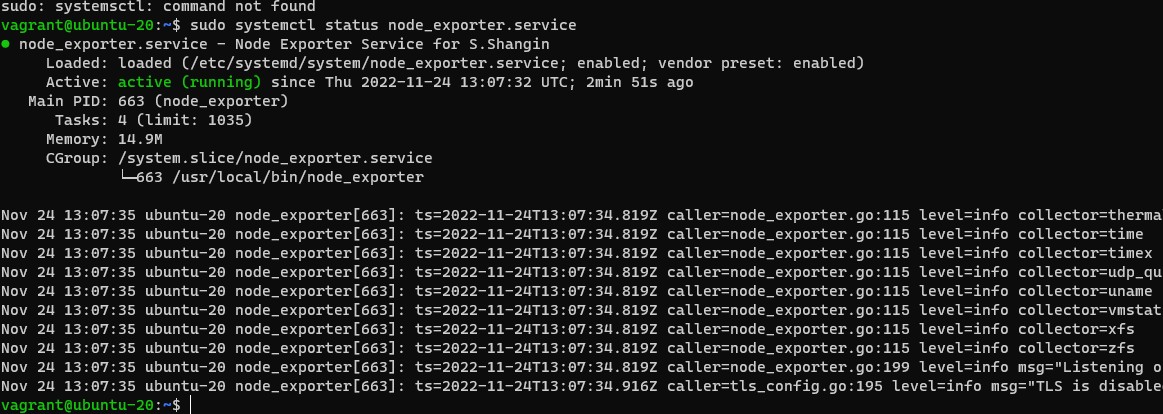 sudo: systemsctl: command not found
vagrant@ubuntu-20:~$ sudo systemctl status node_exporter.service
● node_exporter.service - Node Exporter Service for S.Shangin
Loaded: loaded (/etc/systemd/system/node_exporter.service; enabled; vendor preset: enabled)
Active: active (running) since Thu 2022-11-24 13:07:32 UTC; 2min 51s ago
Main PID: 663 (node_exporter)
Tasks: 4 (limit: 1035)
Memory: 14.9M
CGroup: /system.slice/node_exporter.service
└─663 /usr/local/bin/node_exporter
Nov 24 13:07:35 ubuntu-20 node_exporter[663]: ts=2022-11-24T13:07:34.819Z caller=node_exporter.go:115 level=info collector=therma
Nov 24 13:07:35 ubuntu-20 node_exporter[663]: ts=2022-11-24T13:07:34.819Z caller=node_exporter.go:115 level=info collector=time
Nov 24 13:07:35 ubuntu-20 node_exporter[663]: ts=2022-11-24T13:07:34.819Z caller=node_exporter.go:115 level=info collector=timex
Nov 24 13:07:35 ubuntu-20 node_exporter[663]: ts=2022-11-24T13:07:34.819Z caller=node_exporter.go:115 level=info collector=udp_qu
Nov 24 13:07:35 ubuntu-20 node_exporter[663]: ts=2022-11-24T13:07:34.819Z caller=node_exporter.go:115 level=info collector=uname
Nov 24 13:07:35 ubuntu-20 node_exporter[663]: ts=2022-11-24T13:07:34.819Z caller=node_exporter.go:115 level=info collector=vmstat
Nov 24 13:07:35 ubuntu-20 node_exporter[663]: ts=2022-11-24T13:07:34.819Z caller=node_exporter.go:115 level=info collector=xfs
Nov 24 13:07:35 ubuntu-20 node_exporter[663]: ts=2022-11-24T13:07:34.819Z caller=node_exporter.go:115 level=info collector=zfs
Nov 24 13:07:35 ubuntu-20 node_exporter[663]: ts=2022-11-24T13:07:34.819Z caller=node_exporter.go:199 level=info msg="Listening o
Nov 24 13:07:35 ubuntu-20 node_exporter[663]: ts=2022-11-24T13:07:34.916Z caller=tls_config.go:195 level=info msg="TLS is disable
vagrant@ubuntu-20:~$